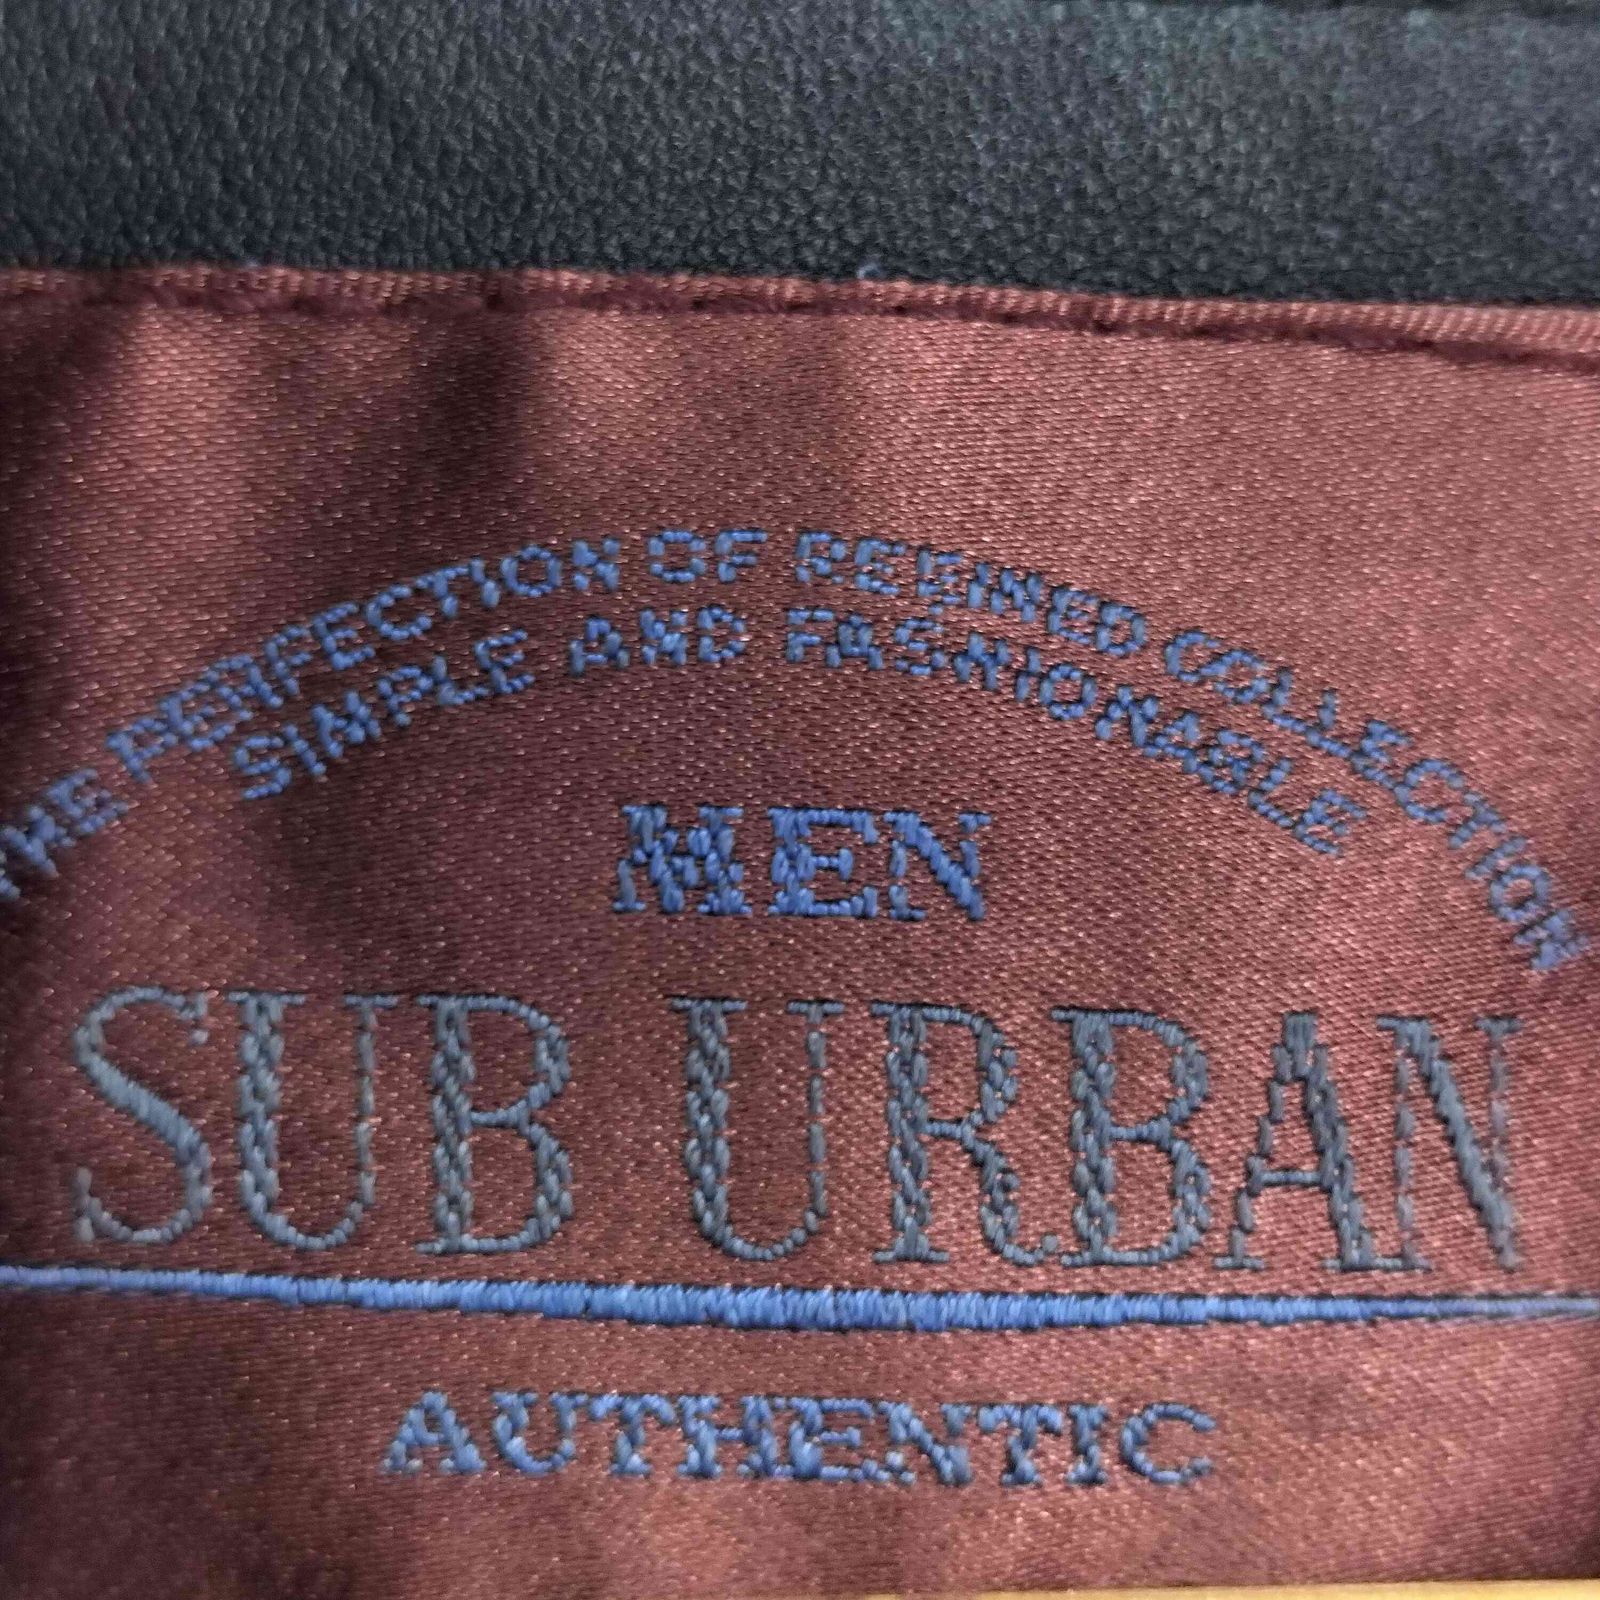 THE PERFECTION OF REFINED COLLECTION
SIMPLE AND FASHIONABLE
MEN
SUB URBAN
AUTHENTIC